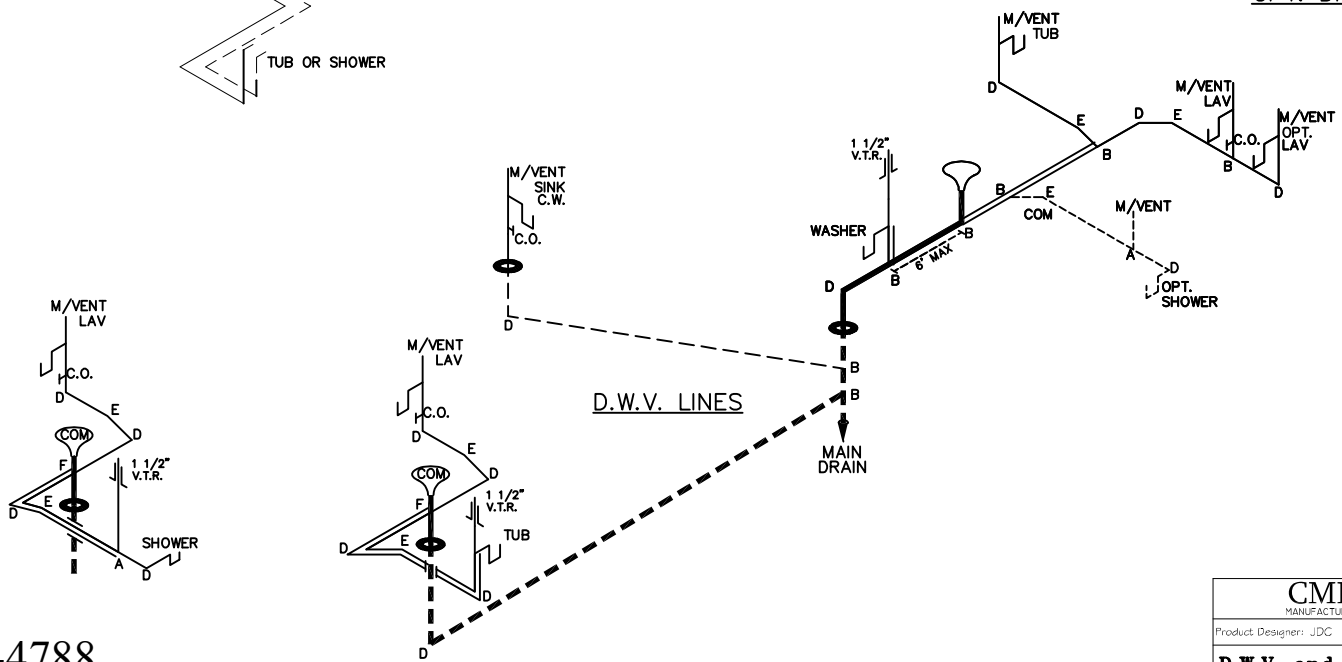 TUB OR SHOWER
M/VENT
TUB
D
E
B
D
E
M/VENT
LAV
C.O.
B
M/VENT
OPT.
LAV
D
1 1/2"
V.T.R.
WASHER
B
6' MAX
B
B
E
COM
M/VENT
A
D
OPT.
SHOWER
D
M/VENT
SINK
C.W.
C.O.
D
B
B
MAIN
DRAIN
D.W.V. LINES
M/VENT
LAV
C.O.
D
E
D
COM
F
1 1/2"
V.T.R.
D
E
SHOWER
A
D
M/VENT
LAV
C.O.
D
E
D
COM
F
1 1/2"
V.T.R.
TUB
D
E
D
D
4788
Product Designer: JDC